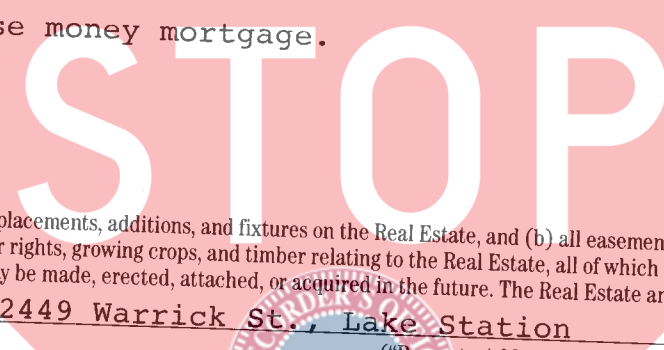 se money mortgage.
STOP
placements, additions, and fixtures on the Real Estate, and (b) all easemen
r rights, growing crops, and timber relating to the Real Estate, all of which
y be made, erected, attached, or acquired in the future. The Real Estate an
2449 Warrick St., Lake Station
CORDER'S O